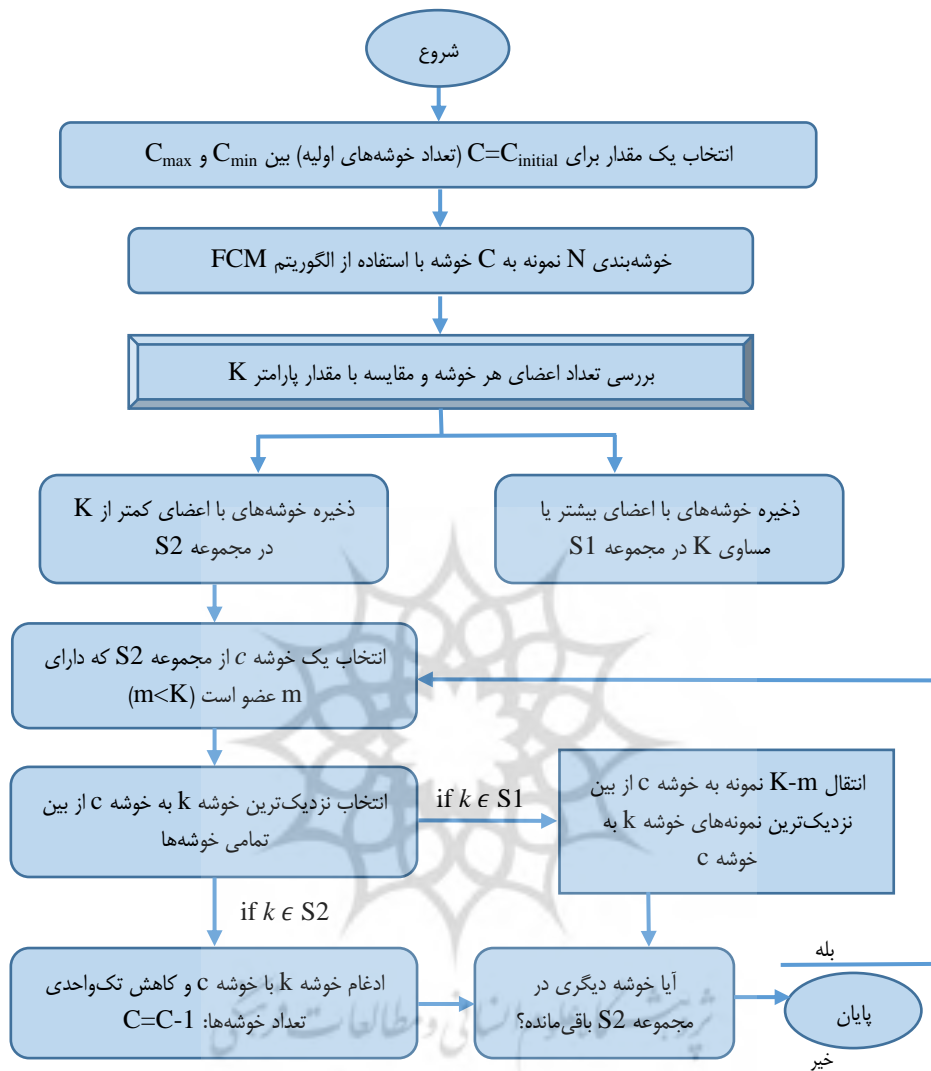 شروع
انتخاب یک مقدار برای C=Cinitial (تعداد خوشه‌های اولیه) بین Cmin و Cmax
خوشه‌بندی N نمونه به C خوشه با استفاده از الگوریتم FCM
بررسی تعداد اعضای هر خوشه و مقایسه با مقدار پارامتر K
ذخیره خوشه‌های با اعضای بیشتر یا
مساوی K در مجموعه S1
ذخیره خوشه‌های با اعضای کمتر از K
در مجموعه S2
انتخاب یک خوشه c از مجموعه S2 که دارای
m عضو است (m<K)
انتخاب نزدیک‌ترین خوشه k به خوشه c از بین
تمامی خوشه‌ها
if k ϵ S1
انتقال K-m نمونه به خوشه c از بین
نزدیک‌ترین نمونه‌های خوشه k به
خوشه c
if k ϵ S2
ادغام خوشه k با خوشه c و کاهش تک‌واحدی
تعداد خوشه‌ها: C=C-1
آیا خوشه دیگری در
مجموعه S2 باقی‌مانده؟
بله
پایان
خیر
پژوهشگاه علوم انسانی و مطالعات فرهنگی